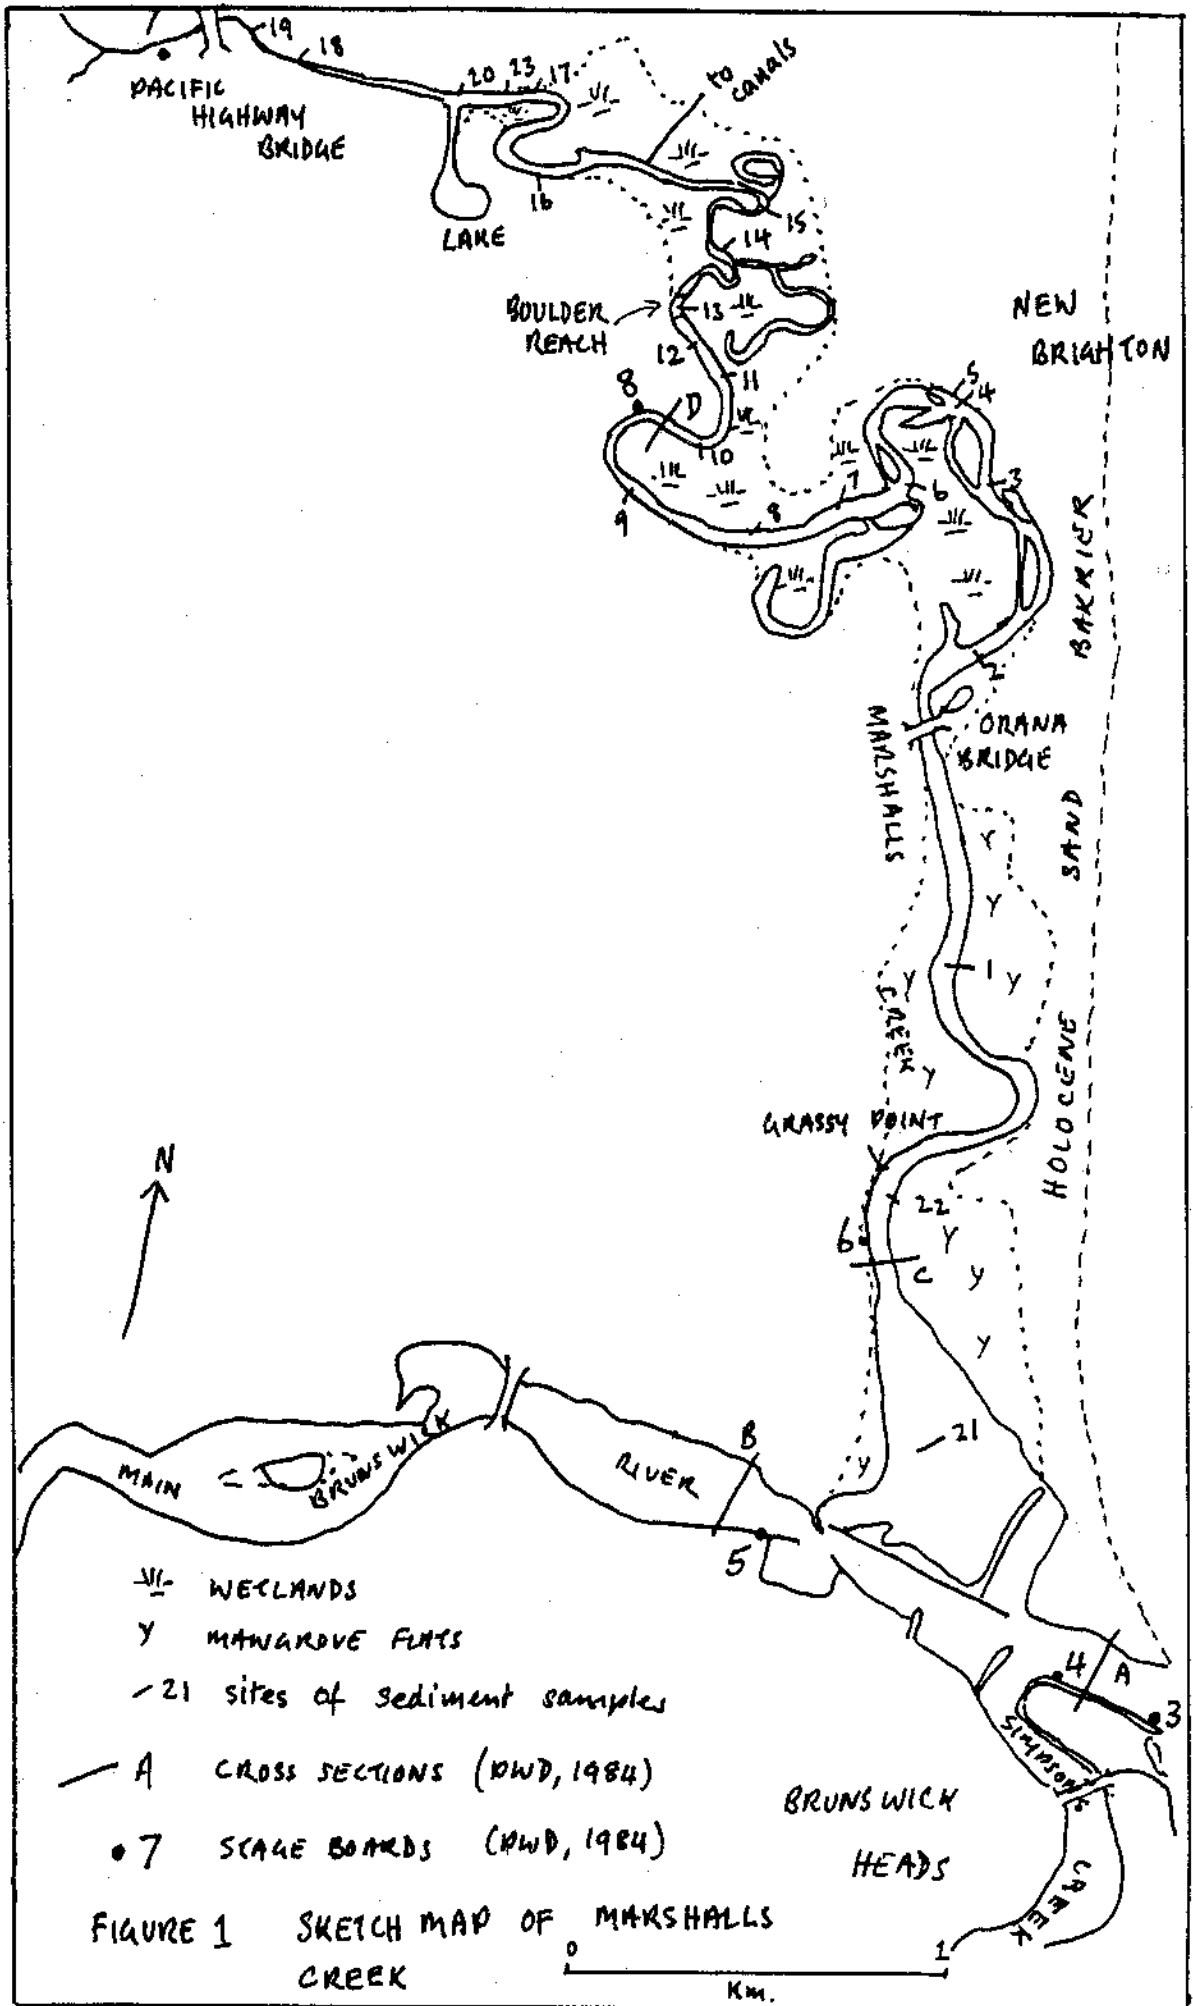 19
18
20
23
17
to
canals
PACIFIC
HIGHWAY
BRIDGE
16
15
LAKE
14
BOULDER
REACH
13
12
11
NEW
BRIGHTON
8
D
10
5
4
3
9
8
7
6
2
MARSHALLS
CREEK
ORANA
BRIDGE
HOLOCENE SAND BARRIER
1
GRASSY POINT
22
6
C
N
21
B
MAIN
BRUNSWICK
RIVER
5
4
A
3
SIMPSONS
CREEK
BRUNSWICK
HEADS
WETLANDS
Y MANGROVE FLATS
21 sites of sediment samples
A CROSS SECTIONS (PWD, 1984)
7 STAGE BOARDS (PWD, 1984)
FIGURE 1 SKETCH MAP OF MARSHALLS
CREEK
0 1
Km.
Y
Y
Y
Y
Y
Y
Y
Y
Y